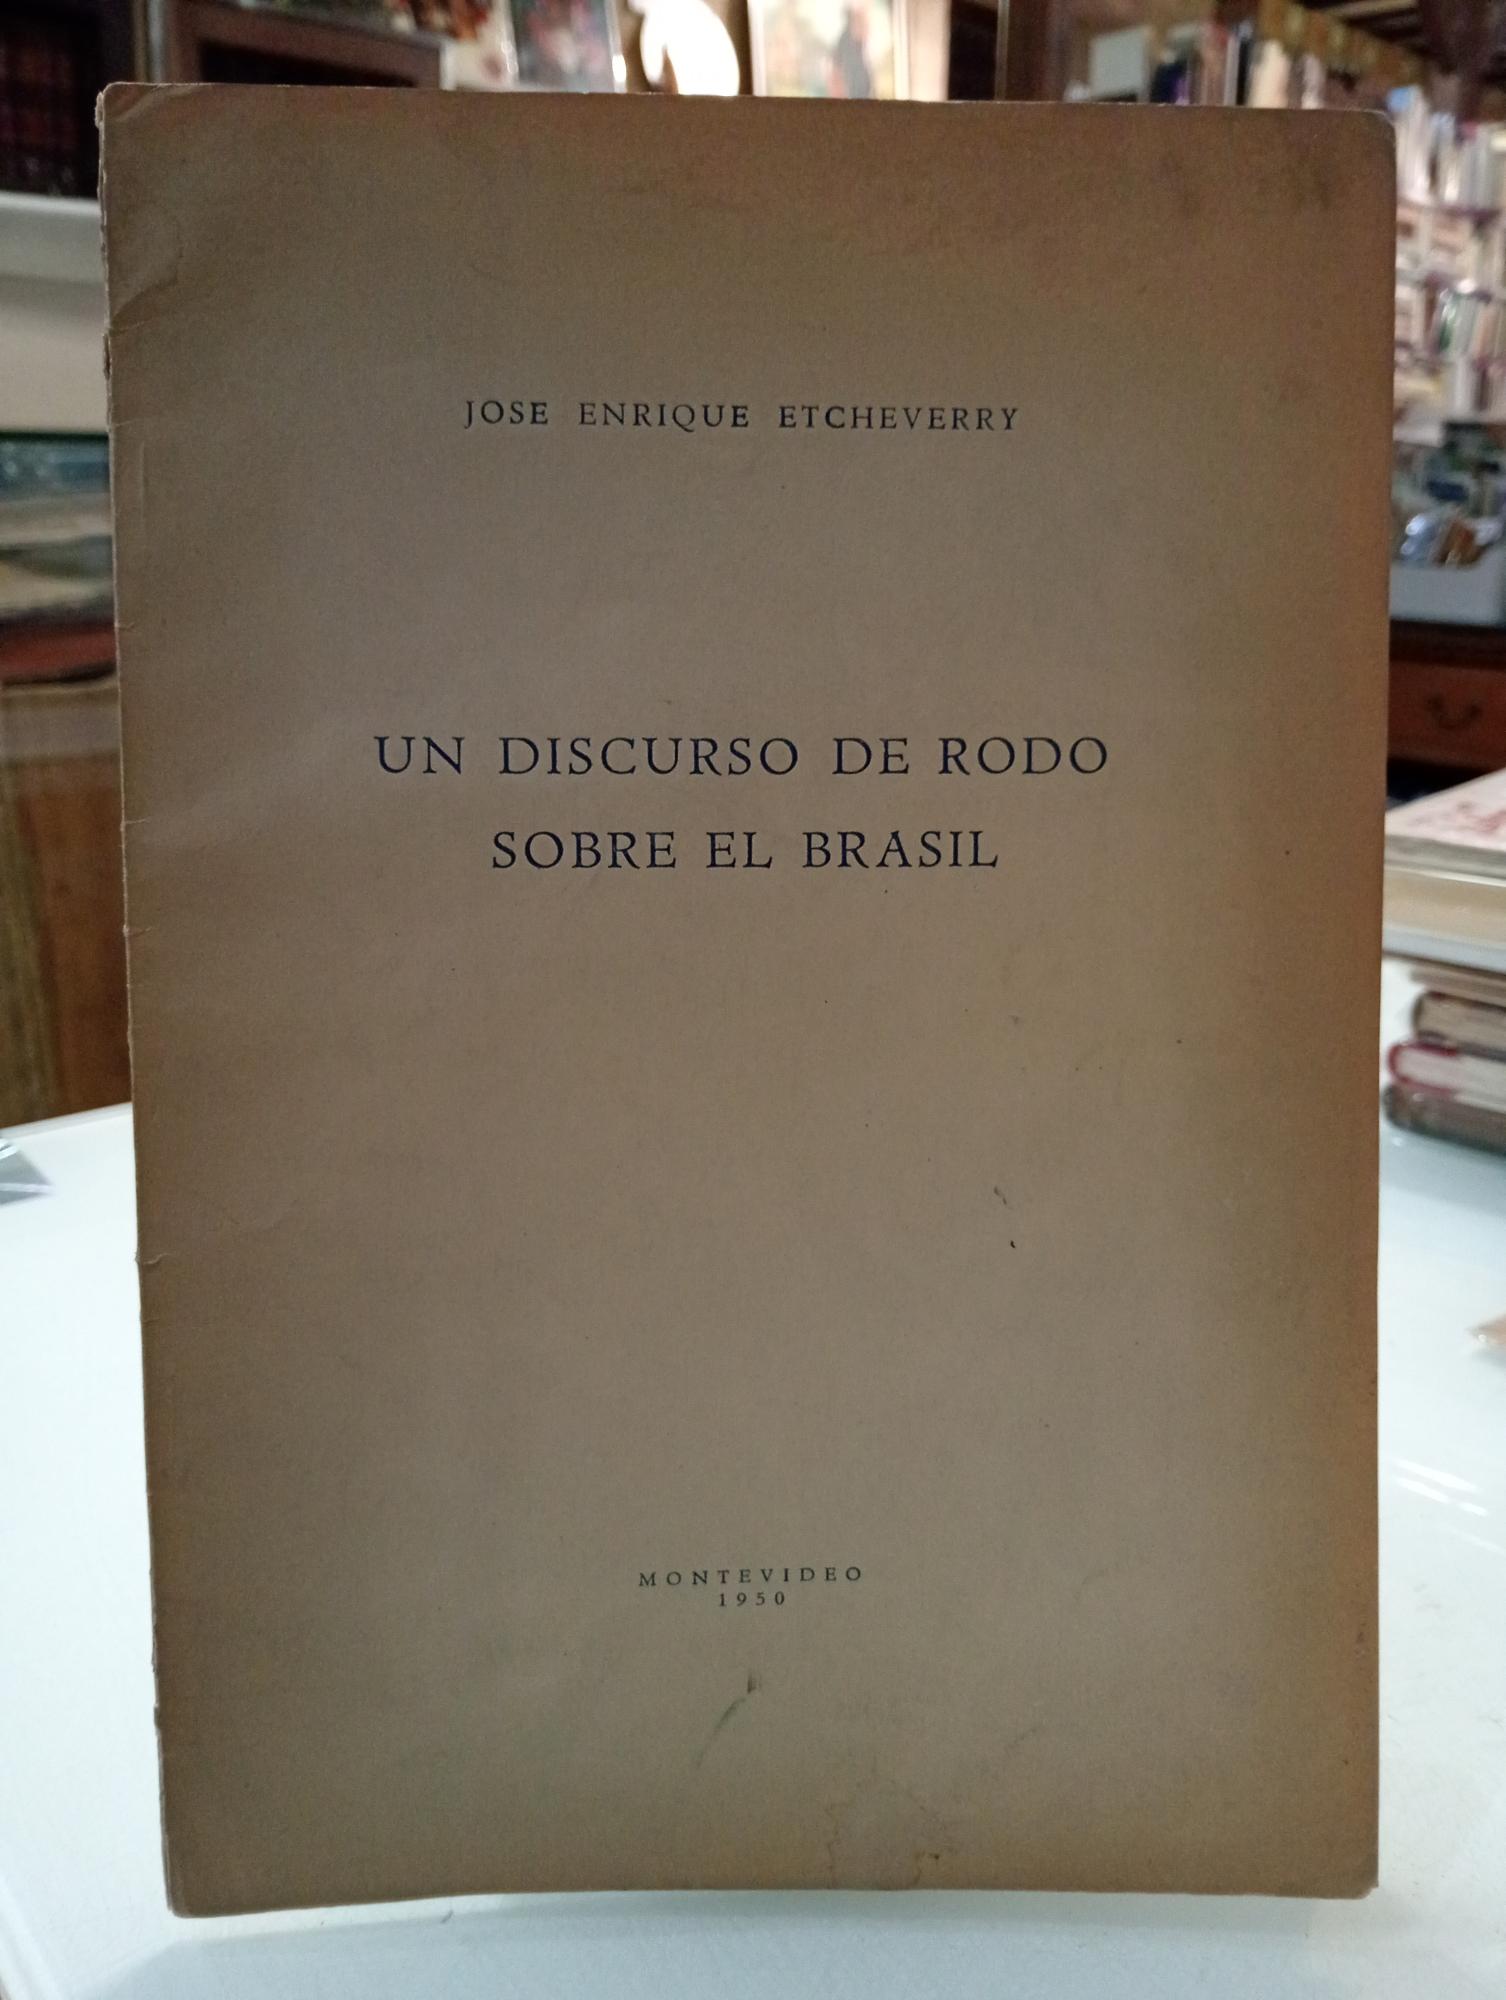 JOSE ENRIQUE ETCHEVERRY
UN DISCURSO DE RODO
SOBRE EL BRASIL
MONTEVIDEO
1950